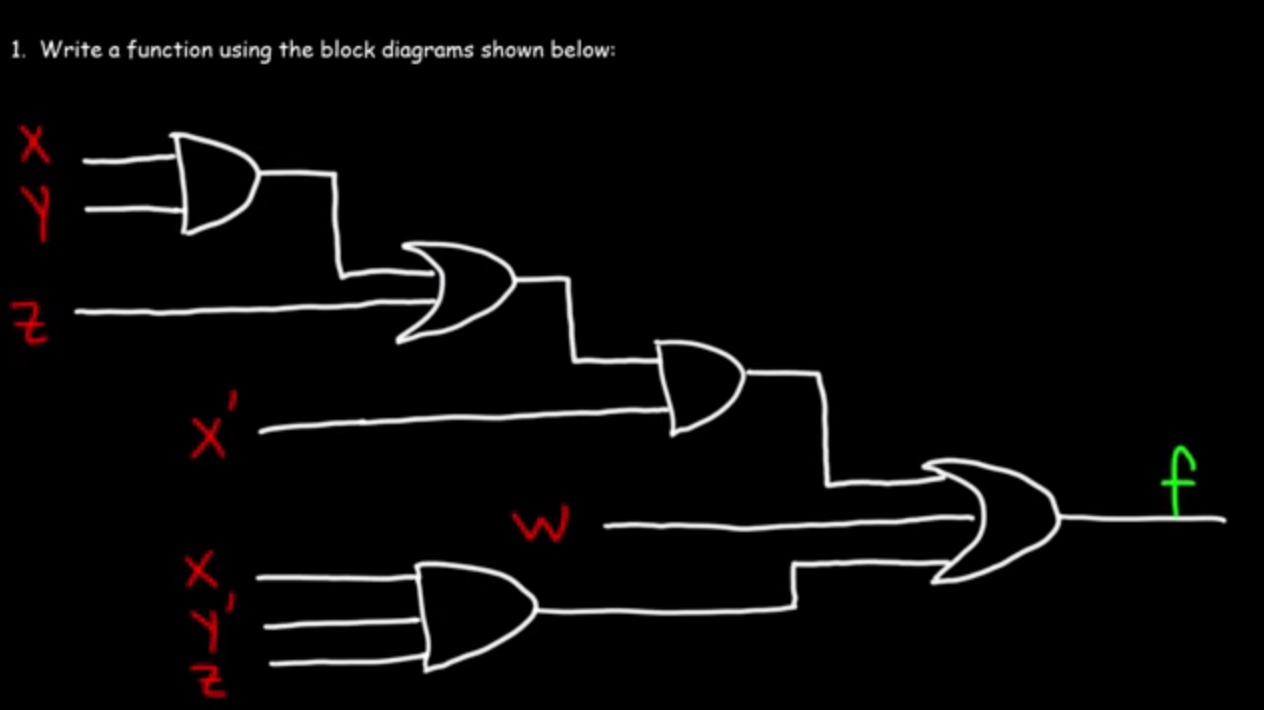 1. Write a function using the block diagrams shown below:
X
Y
Z
X'
W
f
X
Y'
Z